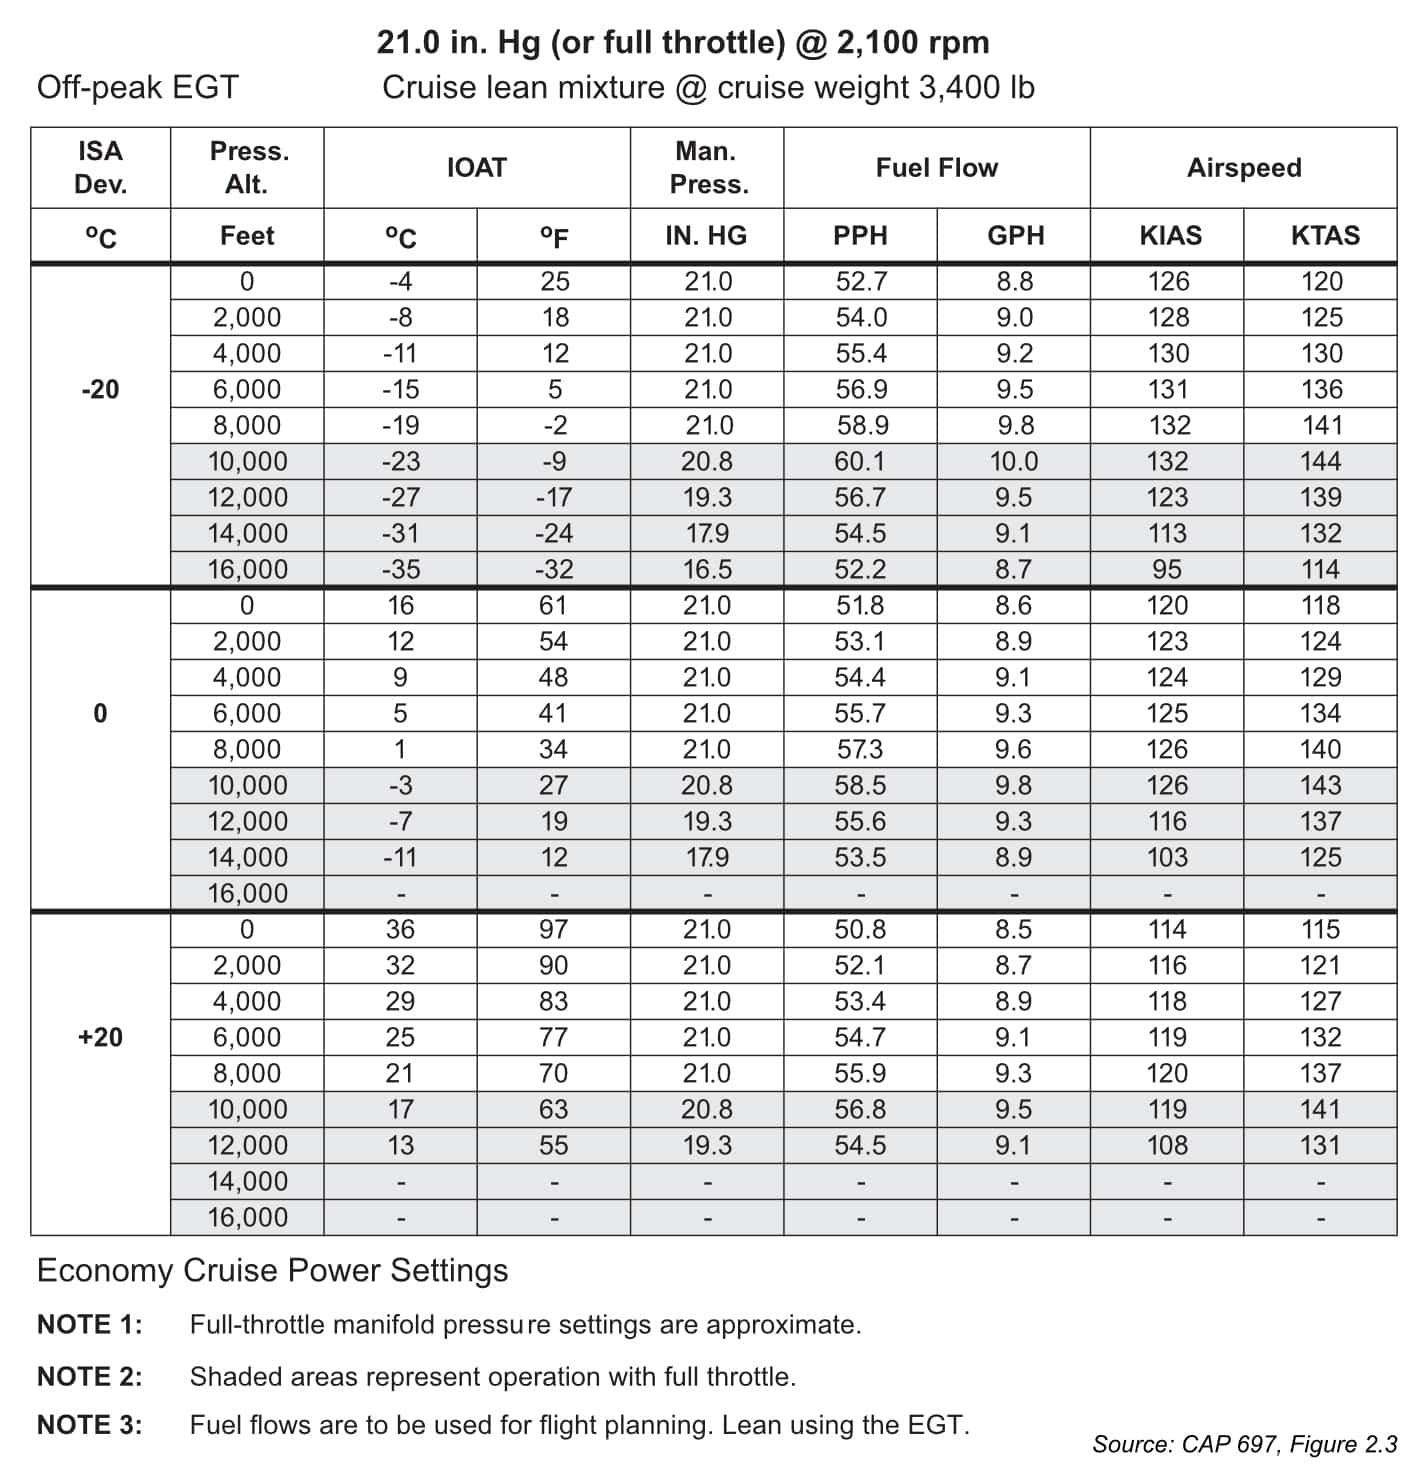 21.0 in. Hg (or full throttle) @ 2,100 rpm
Off-peak EGT Cruise lean mixture @ cruise weight 3,400 lb
ISA Dev. Press. Alt. IOAT Man. Press. Fuel Flow Airspeed
ºC Feet ºC ºF IN. HG PPH GPH KIAS KTAS
0 -4 25 21.0 52.7 8.8 126 120
2,000 -8 18 21.0 54.0 9.0 128 125
4,000 -11 12 21.0 55.4 9.2 130 130
-20 6,000 -15 5 21.0 56.9 9.5 131 136
8,000 -19 -2 21.0 58.9 9.8 132 141
10,000 -23 -9 20.8 60.1 10.0 132 144
12,000 -27 -17 19.3 56.7 9.5 123 139
14,000 -31 -24 17.9 54.5 9.1 113 132
16,000 -35 -32 16.5 52.2 8.7 95 114
0 16 61 21.0 51.8 8.6 120 118
2,000 12 54 21.0 53.1 8.9 123 124
4,000 9 48 21.0 54.4 9.1 124 129
0 6,000 5 41 21.0 55.7 9.3 125 134
8,000 1 34 21.0 57.3 9.6 126 140
10,000 -3 27 20.8 58.5 9.8 126 143
12,000 -7 19 19.3 55.6 9.3 116 137
14,000 -11 12 17.9 53.5 8.9 103 125
16,000 - - - - - - -
0 36 97 21.0 50.8 8.5 114 115
2,000 32 90 21.0 52.1 8.7 116 121
4,000 29 83 21.0 53.4 8.9 118 127
+20 6,000 25 77 21.0 54.7 9.1 119 132
8,000 21 70 21.0 55.9 9.3 120 137
10,000 17 63 20.8 56.8 9.5 119 141
12,000 13 55 19.3 54.5 9.1 108 131
14,000 - - - - - - -
16,000 - - - - - - -
Economy Cruise Power Settings
NOTE 1: Full-throttle manifold pressure settings are approximate.
NOTE 2: Shaded areas represent operation with full throttle.
NOTE 3: Fuel flows are to be used for flight planning. Lean using the EGT.
Source: CAP 697, Figure 2.3